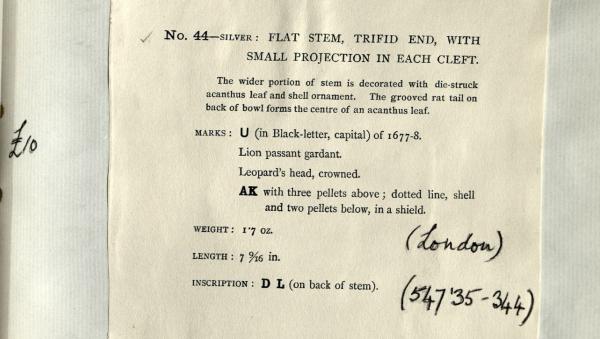 ✓ No. 44—SILVER: FLAT STEM, TRIFID END, WITH
SMALL PROJECTION IN EACH CLEFT.
The wider portion of stem is decorated with die-struck
acanthus leaf and shell ornament. The grooved rat tail on
back of bowl forms the centre of an acanthus leaf.
£10
MARKS: U (in Black-letter, capital) of 1677-8.
Lion passant gardant.
Leopard's head, crowned.
AK with three pellets above; dotted line, shell
and two pellets below, in a shield.
WEIGHT: 1·7 oz.
(London)
LENGTH: 7 9/16 in.
INSCRIPTION: D L (on back of stem).
(547'35-344)